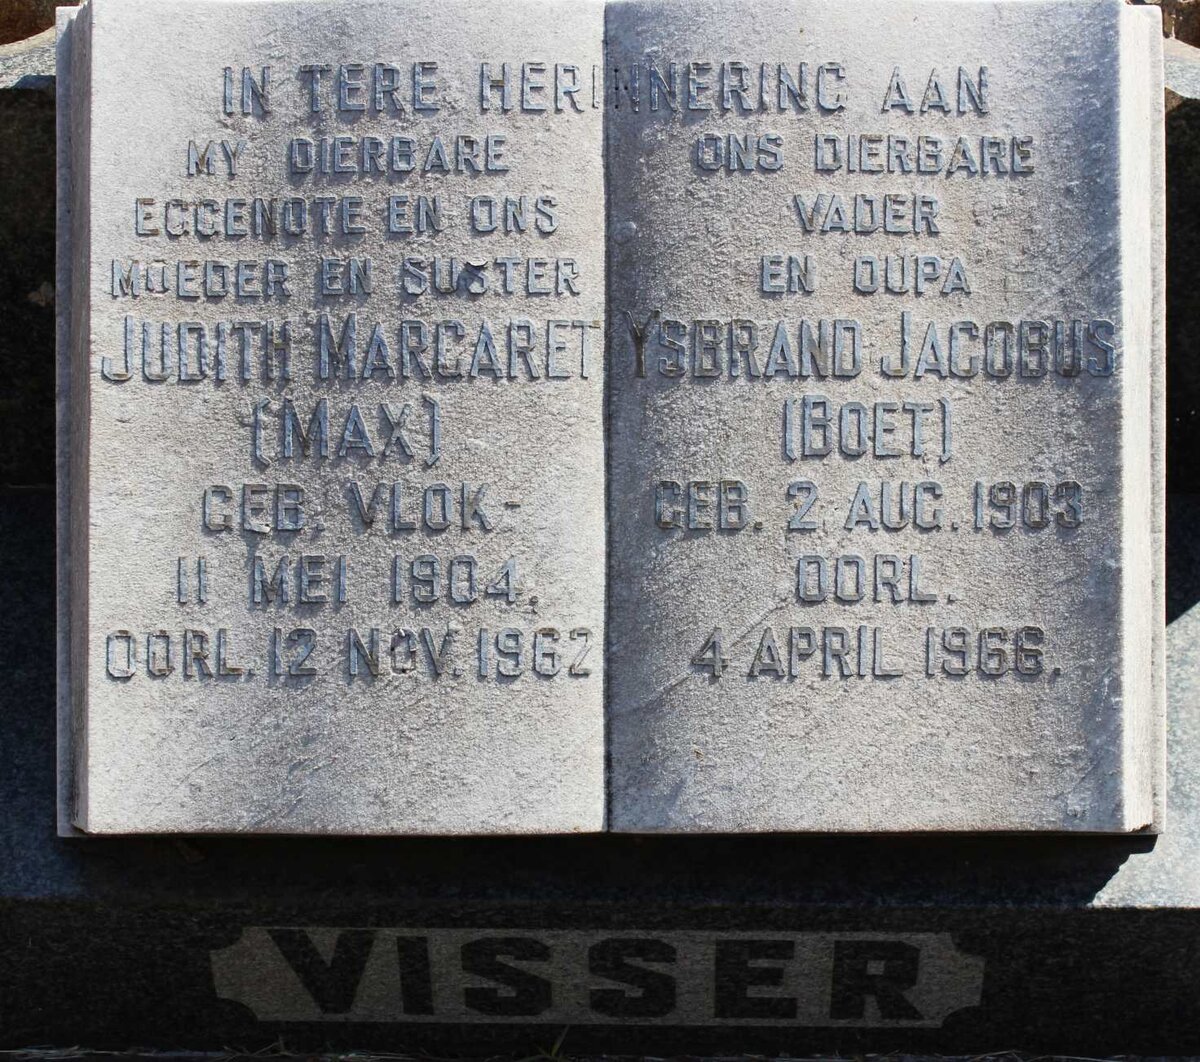 IN TERE HERINNERING AAN
MY DIERBARE
EGGENOTE EN ONS
MOEDER EN SUSTER
JUDITH MARGARET
(MAX)
GEB. VLOK-
11 MEI 1904.
OORL. 12 NOV. 1962
ONS DIERBARE
VADER
EN OUPA
YSBRAND JACOBUS
(BOET)
GEB. 2 AUG. 1903
OORL.
4 APRIL 1966.
VISSER